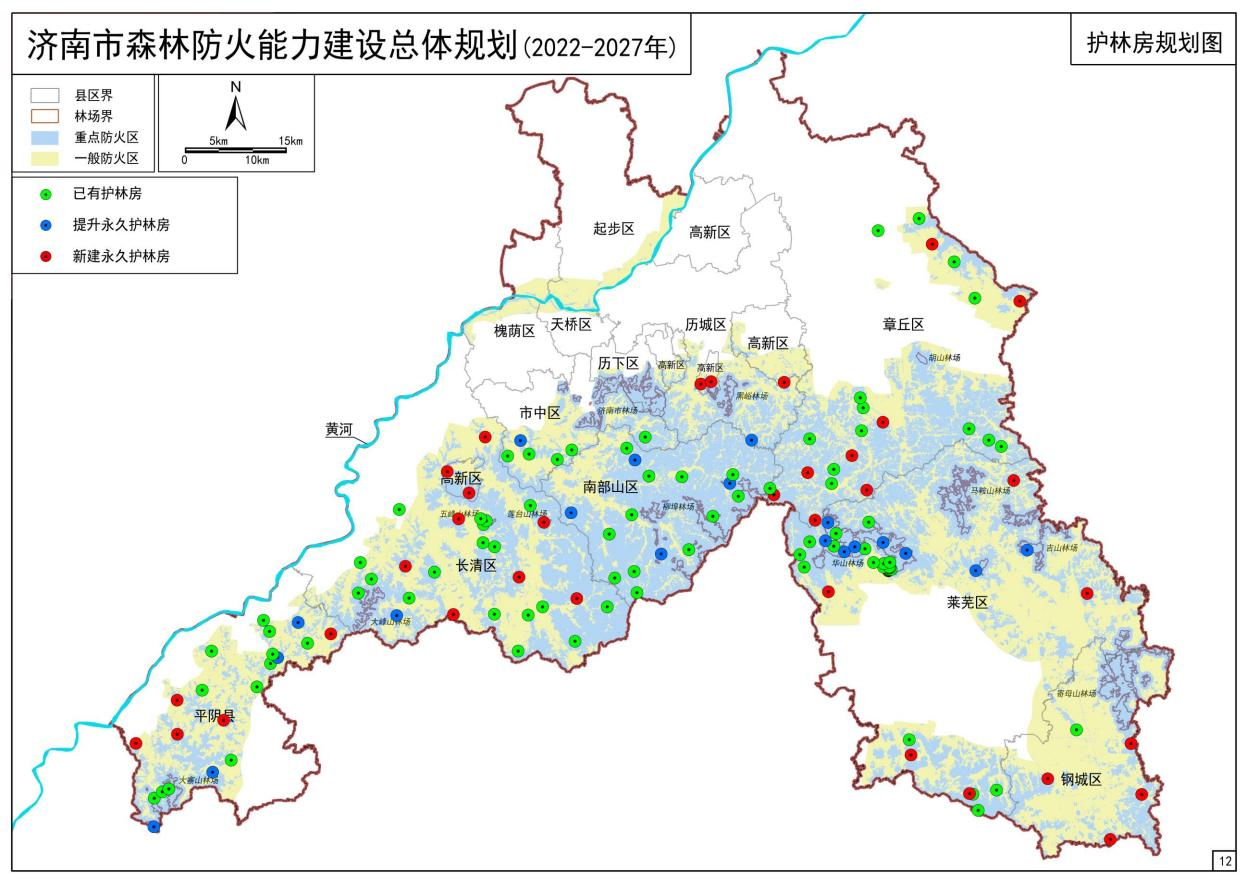 济南市森林防火能力建设总体规划(2022-2027年)
护林房规划图
县区界
林场界
重点防火区
一般防火区
N
5km 15km
0 10km
已有护林房
提升永久护林房
新建永久护林房
起步区
高新区
槐荫区
天桥区
历城区
高新区
章丘区
历下区
高新区
高新区
胡山林场
黑峪林场
济南市林场
市中区
黄河
高新区
南部山区
马鞍山林场
五峰山林场
莲台山林场
柳埠林场
吉山林场
长清区
华山林场
莱芜区
大峰山林场
寄母山林场
平阴县
大寨山林场
钢城区
12